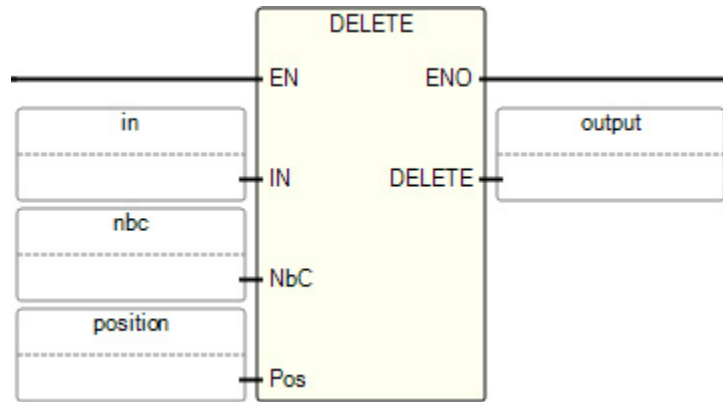 DELETE
EN ENO
in output
IN DELETE
nbc
NbC
position
Pos